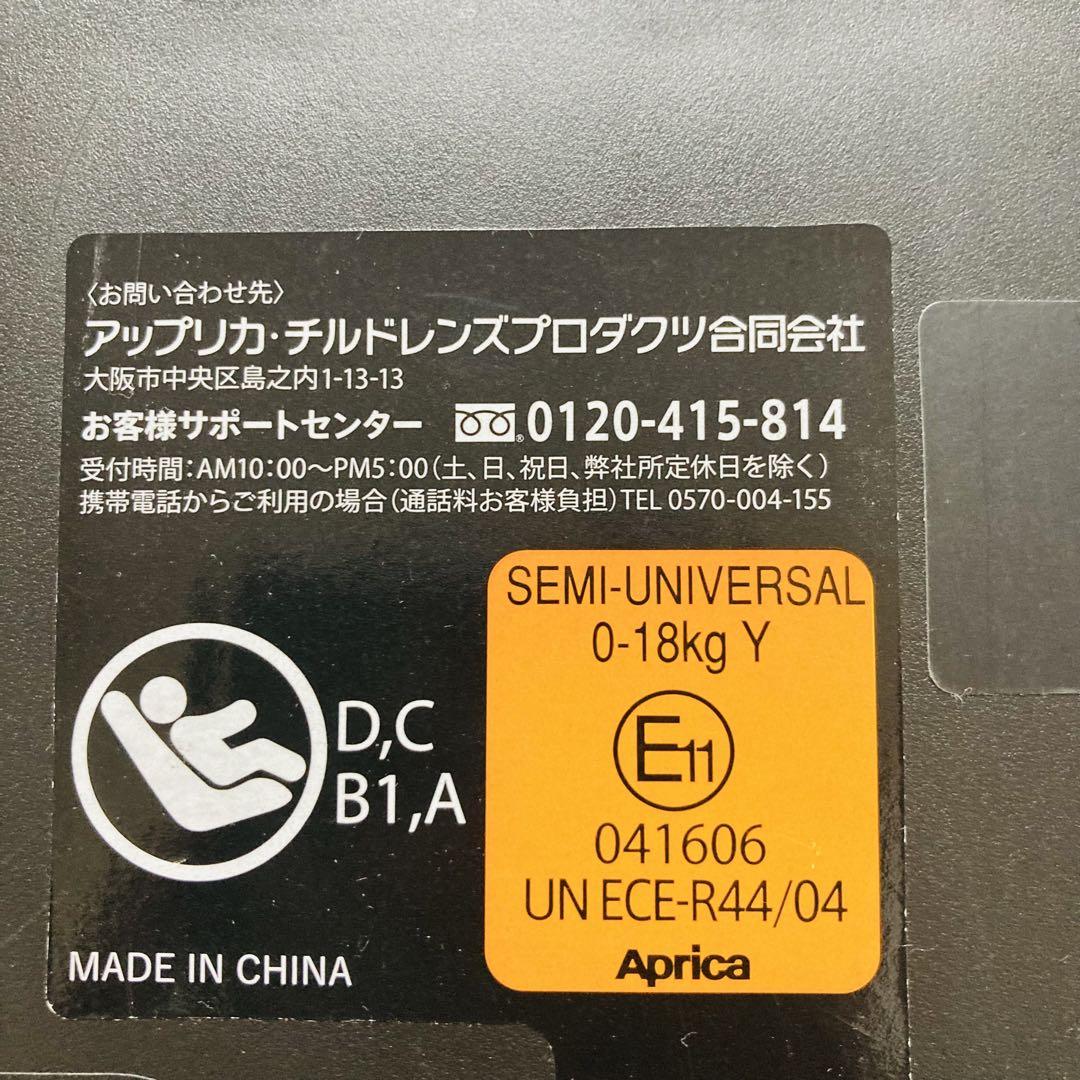 〈お問い合わせ先〉
アップリカ・チルドレンズプロダクツ合同会社
大阪市中央区島之内1-13-13
お客様サポートセンター ®0120-415-814
受付時間：AM10：00〜PM5：00（土、日、祝日、弊社所定休日を除く）
携帯電話からご利用の場合（通話料お客様負担）TEL 0570-004-155
D,C
B1,A
MADE IN CHINA
SEMI-UNIVERSAL
0-18kg Y
E11
041606
UN ECE-R44/04
Aprica